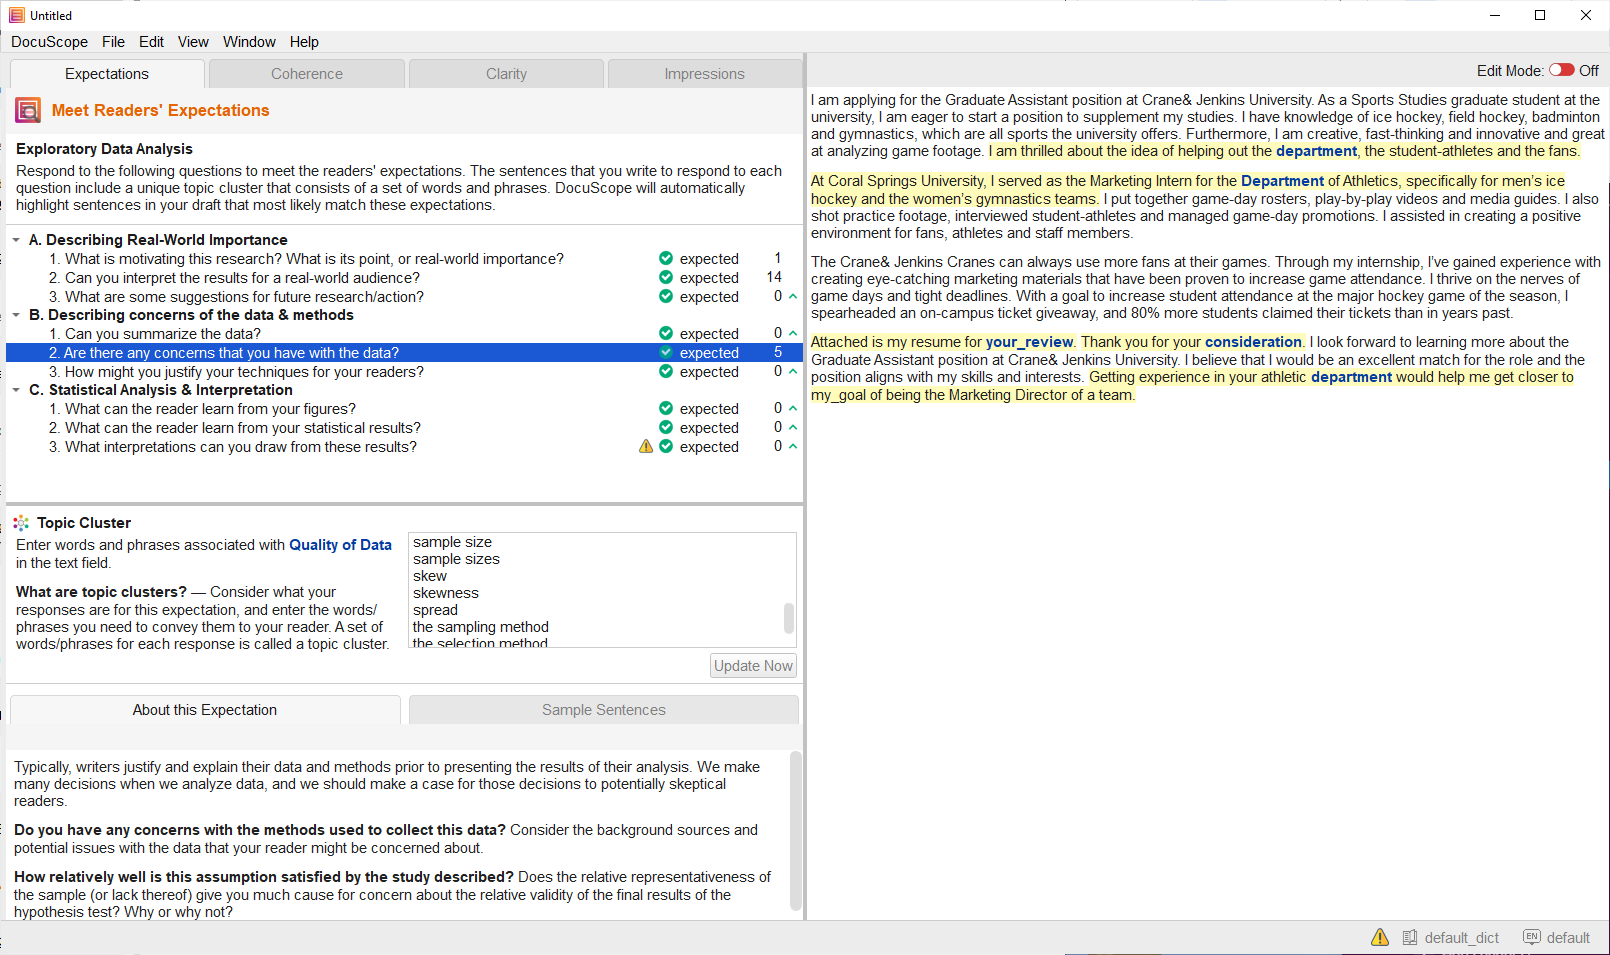 Untitled
DocuScope File Edit View Window Help
Expectations Coherence Clarity Impressions
Edit Mode: Off
Meet Readers' Expectations
Exploratory Data Analysis
Respond to the following questions to meet the readers' expectations. The sentences that you write to respond to each
question include a unique topic cluster that consists of a set of words and phrases. DocuScope will automatically
highlight sentences in your draft that most likely match these expectations.
A. Describing Real-World Importance
1. What is motivating this research? What is its point, or real-world importance? expected 1
2. Can you interpret the results for a real-world audience? expected 14
3. What are some suggestions for future research/action? expected 0
B. Describing concerns of the data & methods
1. Can you summarize the data? expected 0
2. Are there any concerns that you have with the data? expected 5
3. How might you justify your techniques for your readers? expected 0
C. Statistical Analysis & Interpretation
1. What can the reader learn from your figures? expected 0
2. What can the reader learn from your statistical results? expected 0
3. What interpretations can you draw from these results? expected 0
Topic Cluster
Enter words and phrases associated with Quality of Data
in the text field.
What are topic clusters? — Consider what your
responses are for this expectation, and enter the words/
phrases you need to convey them to your reader. A set of
words/phrases for each response is called a topic cluster.
sample size
sample sizes
skew
skewness
spread
the sampling method
the selection method
Update Now
About this Expectation Sample Sentences
Typically, writers justify and explain their data and methods prior to presenting the results of their analysis. We make
many decisions when we analyze data, and we should make a case for those decisions to potentially skeptical
readers.
Do you have any concerns with the methods used to collect this data? Consider the background sources and
potential issues with the data that your reader might be concerned about.
How relatively well is this assumption satisfied by the study described? Does the relative representativeness of
the sample (or lack thereof) give you much cause for concern about the relative validity of the final results of the
hypothesis test? Why or why not?
I am applying for the Graduate Assistant position at Crane& Jenkins University. As a Sports Studies graduate student at the
university, I am eager to start a position to supplement my studies. I have knowledge of ice hockey, field hockey, badminton
and gymnastics, which are all sports the university offers. Furthermore, I am creative, fast-thinking and innovative and great
at analyzing game footage. I am thrilled about the idea of helping out the department, the student-athletes and the fans.
At Coral Springs University, I served as the Marketing Intern for the Department of Athletics, specifically for men's ice
hockey and the women's gymnastics teams. I put together game-day rosters, play-by-play videos and media guides. I also
shot practice footage, interviewed student-athletes and managed game-day promotions. I assisted in creating a positive
environment for fans, athletes and staff members.
The Crane& Jenkins Cranes can always use more fans at their games. Through my internship, I've gained experience with
creating eye-catching marketing materials that have been proven to increase game attendance. I thrive on the nerves of
game days and tight deadlines. With a goal to increase student attendance at the major hockey game of the season, I
spearheaded an on-campus ticket giveaway, and 80% more students claimed their tickets than in years past.
Attached is my resume for your_review. Thank you for your consideration. I look forward to learning more about the
Graduate Assistant position at Crane& Jenkins University. I believe that I would be an excellent match for the role and the
position aligns with my skills and interests. Getting experience in your athletic department would help me get closer to
my_goal of being the Marketing Director of a team.
default_dict EN default